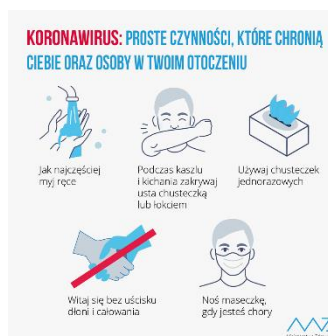 KORONAWIRUS: PROSTE CZYNNOŚCI, KTÓRE CHRONIĄ
CIEBIE ORAZ OSOBY W TWOIM OTOCZENIU
Jak najczęściej
myj ręce
Podczas kaszlu
i kichania zakrywaj
usta chusteczką
lub łokciem
Używaj chusteczek
jednorazowych
Witaj się bez uścisku
dłoni i całowania
Noś maseczkę,
gdy jesteś chory